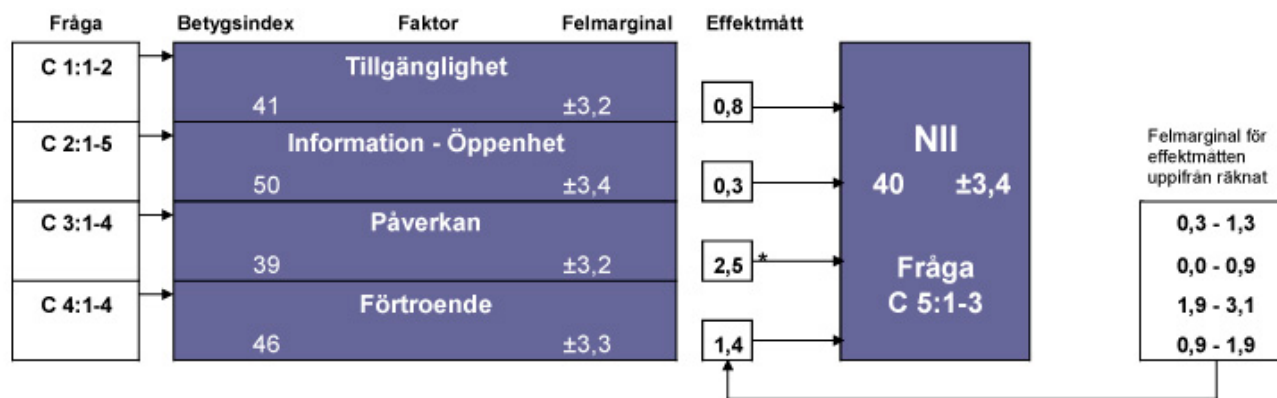 Fråga Betygsindex Faktor Felmarginal Effektmått
C 1:1-2
Tillgänglighet
41 ±3,2
0,8
C 2:1-5
Information - Öppenhet
50 ±3,4
0,3
C 3:1-4
Påverkan
39 ±3,2
2,5 *
C 4:1-4
Förtroende
46 ±3,3
1,4
NII
40 ±3,4
Fråga
C 5:1-3
Felmarginal för
effektmåtten
uppifrån räknat
0,3 - 1,3
0,0 - 0,9
1,9 - 3,1
0,9 - 1,9